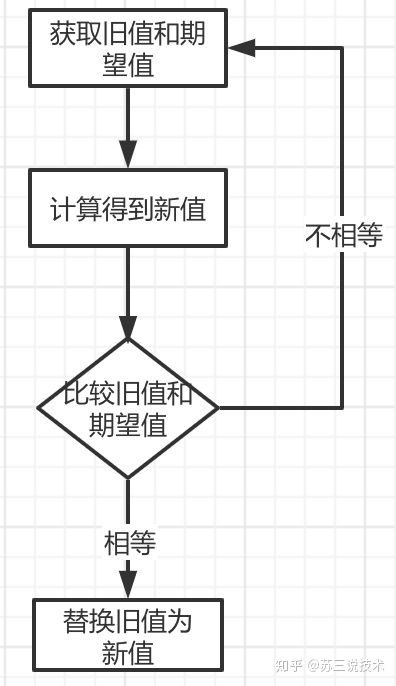 获取旧值和期
望值
计算得到新值
不相等
比较旧值和
期望值
相等
替换旧值为
新值
知乎 @苏三说技术